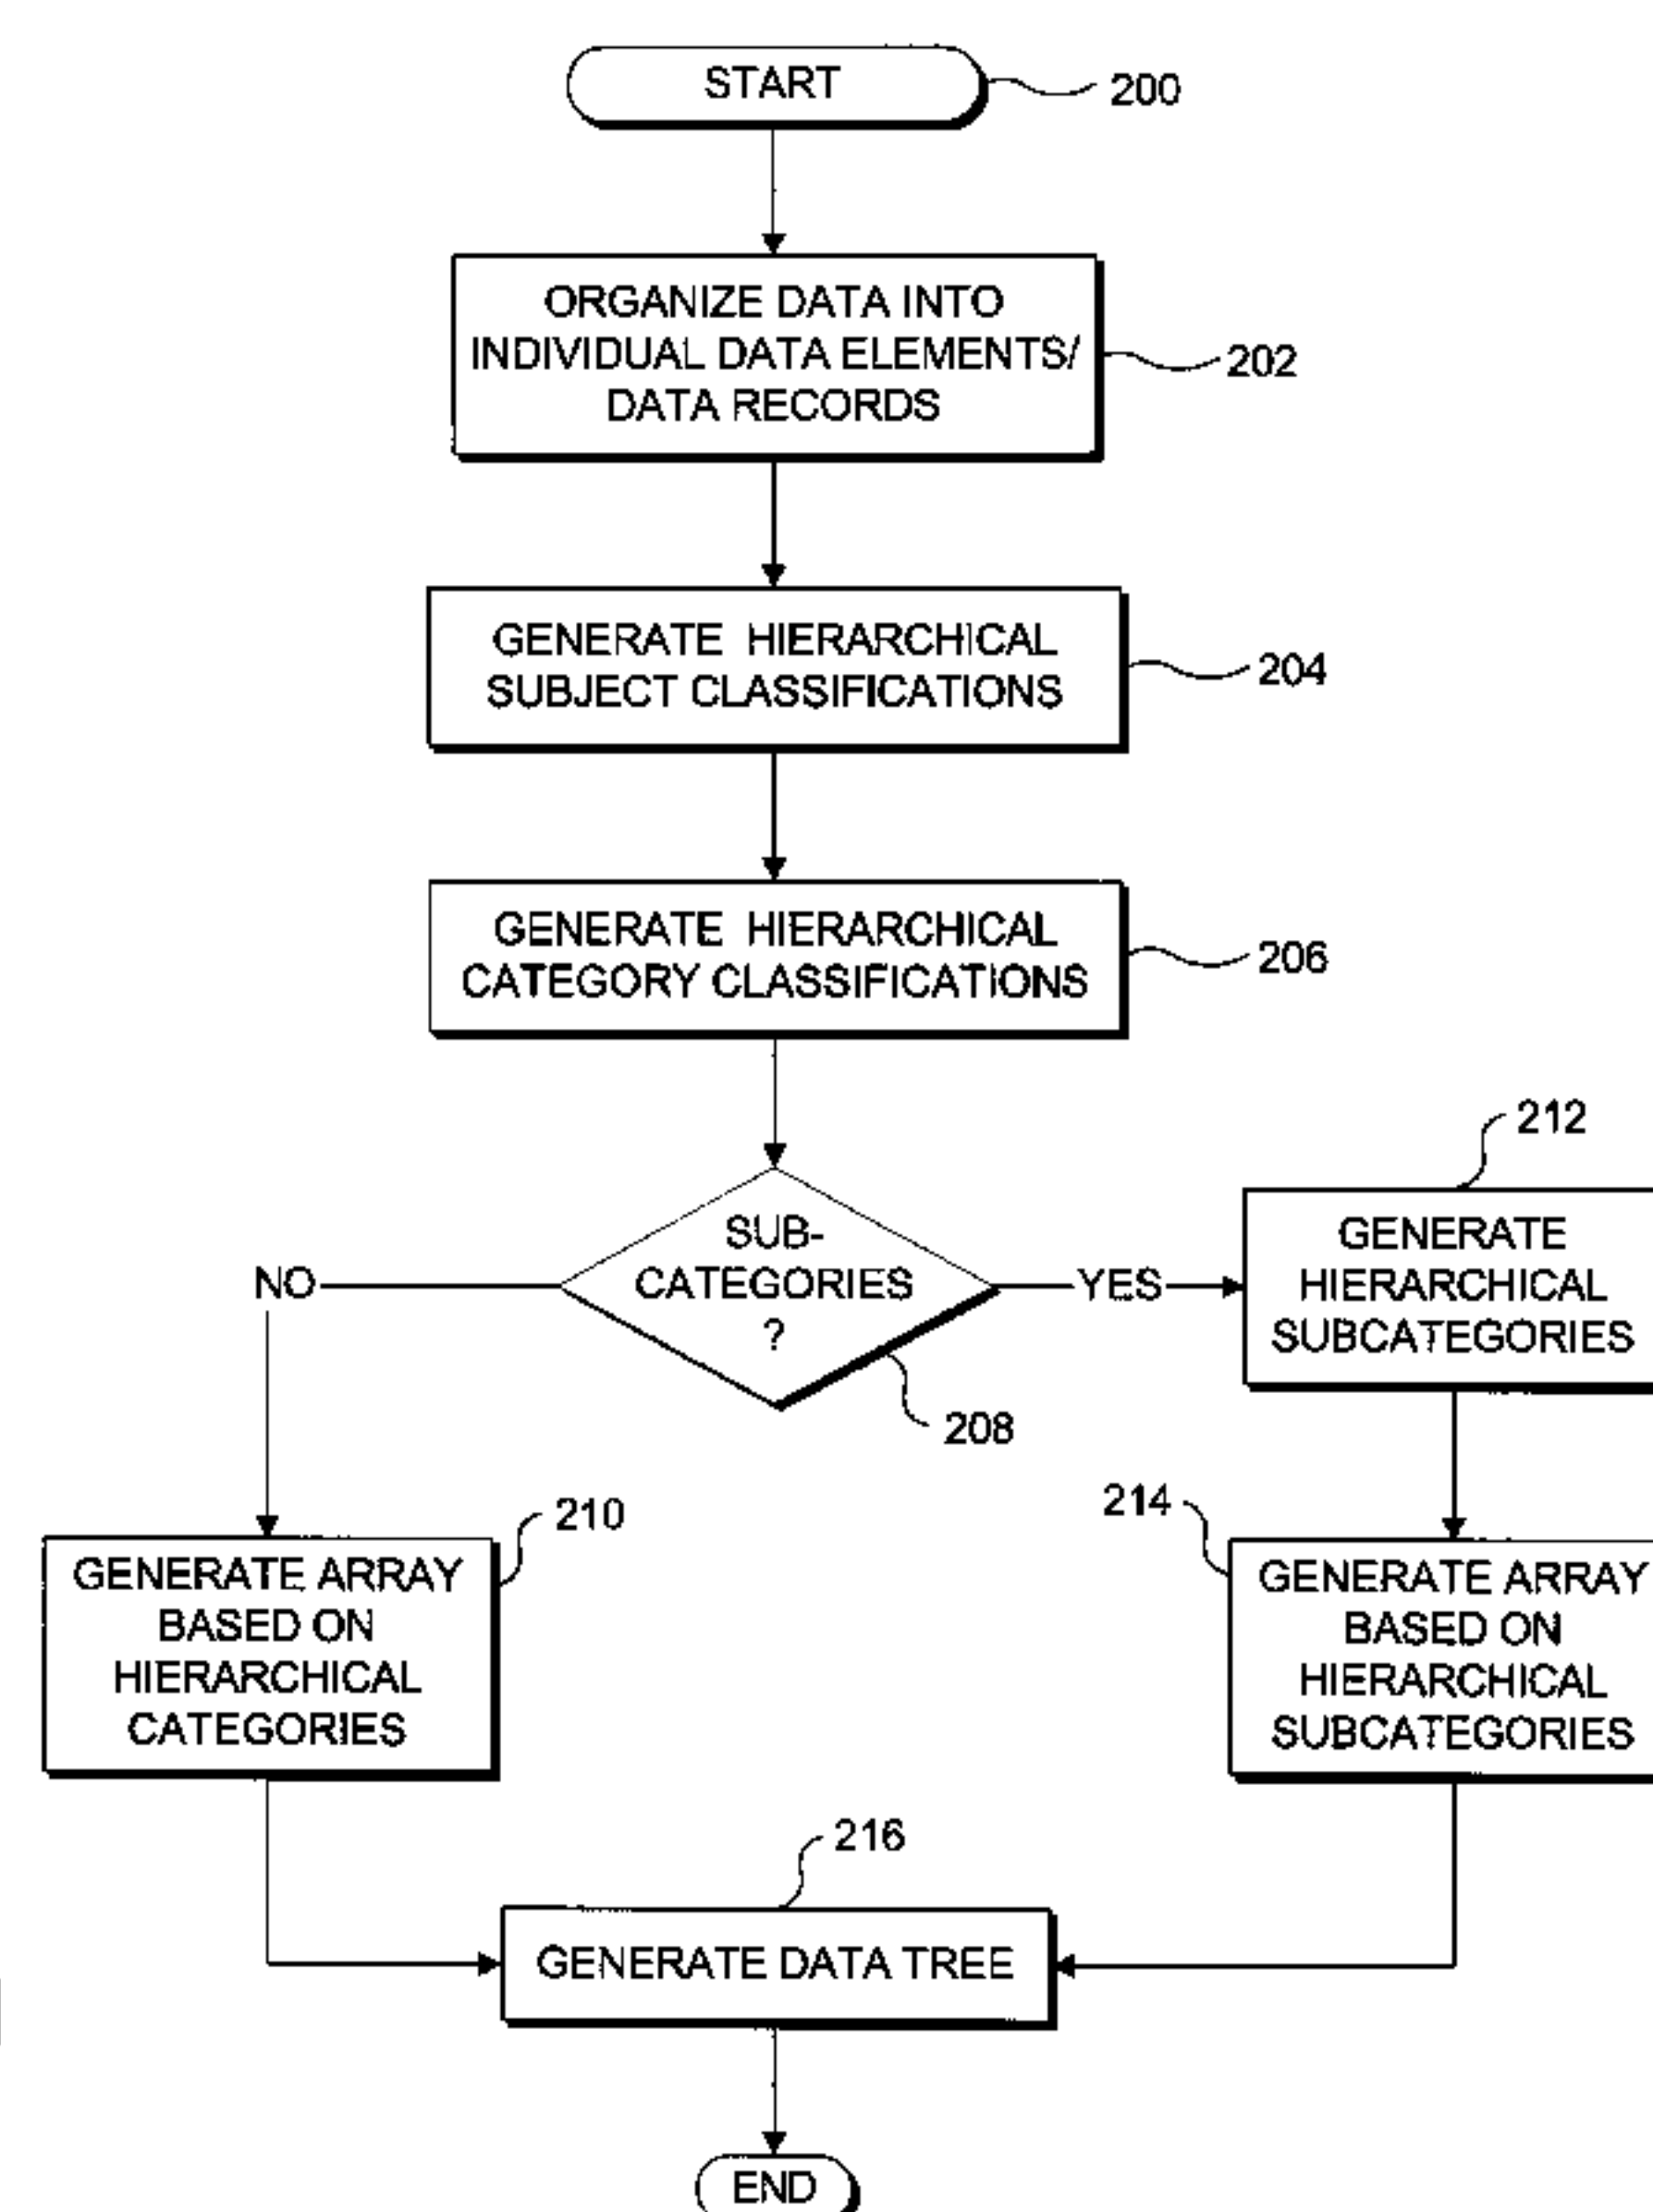 START
200
ORGANIZE DATA INTO
INDIVIDUAL DATA ELEMENTS/
DATA RECORDS
202
GENERATE HIERARCHICAL
SUBJECT CLASSIFICATIONS
204
GENERATE HIERARCHICAL
CATEGORY CLASSIFICATIONS
206
SUB-
CATEGORIES
?
208
NO
YES
212
GENERATE
HIERARCHICAL
SUBCATEGORIES
210
GENERATE ARRAY
BASED ON
HIERARCHICAL
CATEGORIES
214
GENERATE ARRAY
BASED ON
HIERARCHICAL
SUBCATEGORIES
216
GENERATE DATA TREE
END